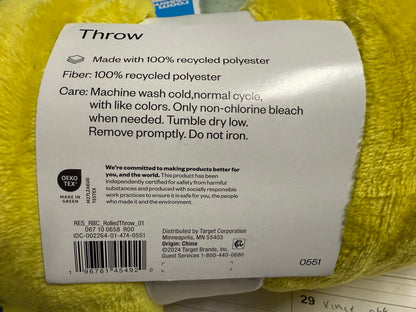 Throw
Made with 100% recycled polyester
Fiber: 100% recycled polyester
Care: Machine wash cold,normal cycle,
with like colors. Only non-chlorine bleach
when needed. Tumble dry low.
Remove promptly. Do not iron.
We're committed to making products better for
you, and the world. This product has been
independently certified for safety from harmful
substances and produced with socially responsible
work practices to ensure it is safe for you, the people
who made it and the environment.
OEKO
TEX
MADE IN
GREEN
TESTEX
RES_RBC_RolledThrow_01
067 10 0658 R00
IDC-002264-01-474-0551
1 96761 45492 0
Distributed by Target Corporation
Minneapolis, MN 55403
Origin: China
©2024 Target Brands, Inc.
Guest Services 1-800-440-0680
0551
29